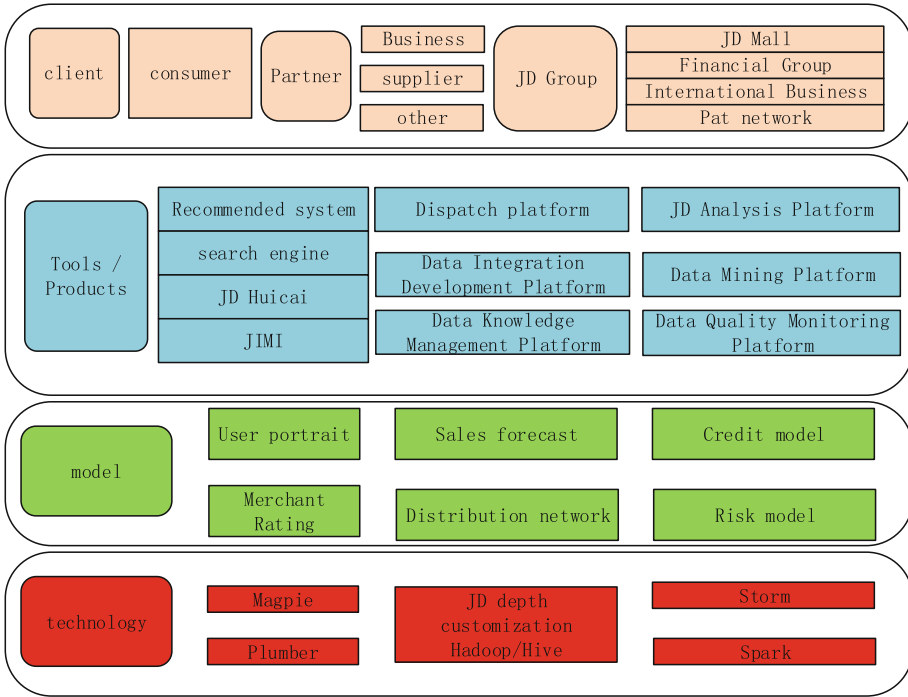 client
consumer
Partner
Business
supplier
other
JD Group
JD Mall
Financial Group
International Business
Pat network
Tools /
Products
Recommended system
search engine
JD Huicai
JIMI
Dispatch platform
Data Integration
Development Platform
Data Knowledge
Management Platform
JD Analysis Platform
Data Mining Platform
Data Quality Monitoring
Platform
model
User portrait
Sales forecast
Credit model
Merchant
Rating
Distribution network
Risk model
technology
Magpie
Plumber
JD depth
customization
Hadoop/Hive
Storm
Spark